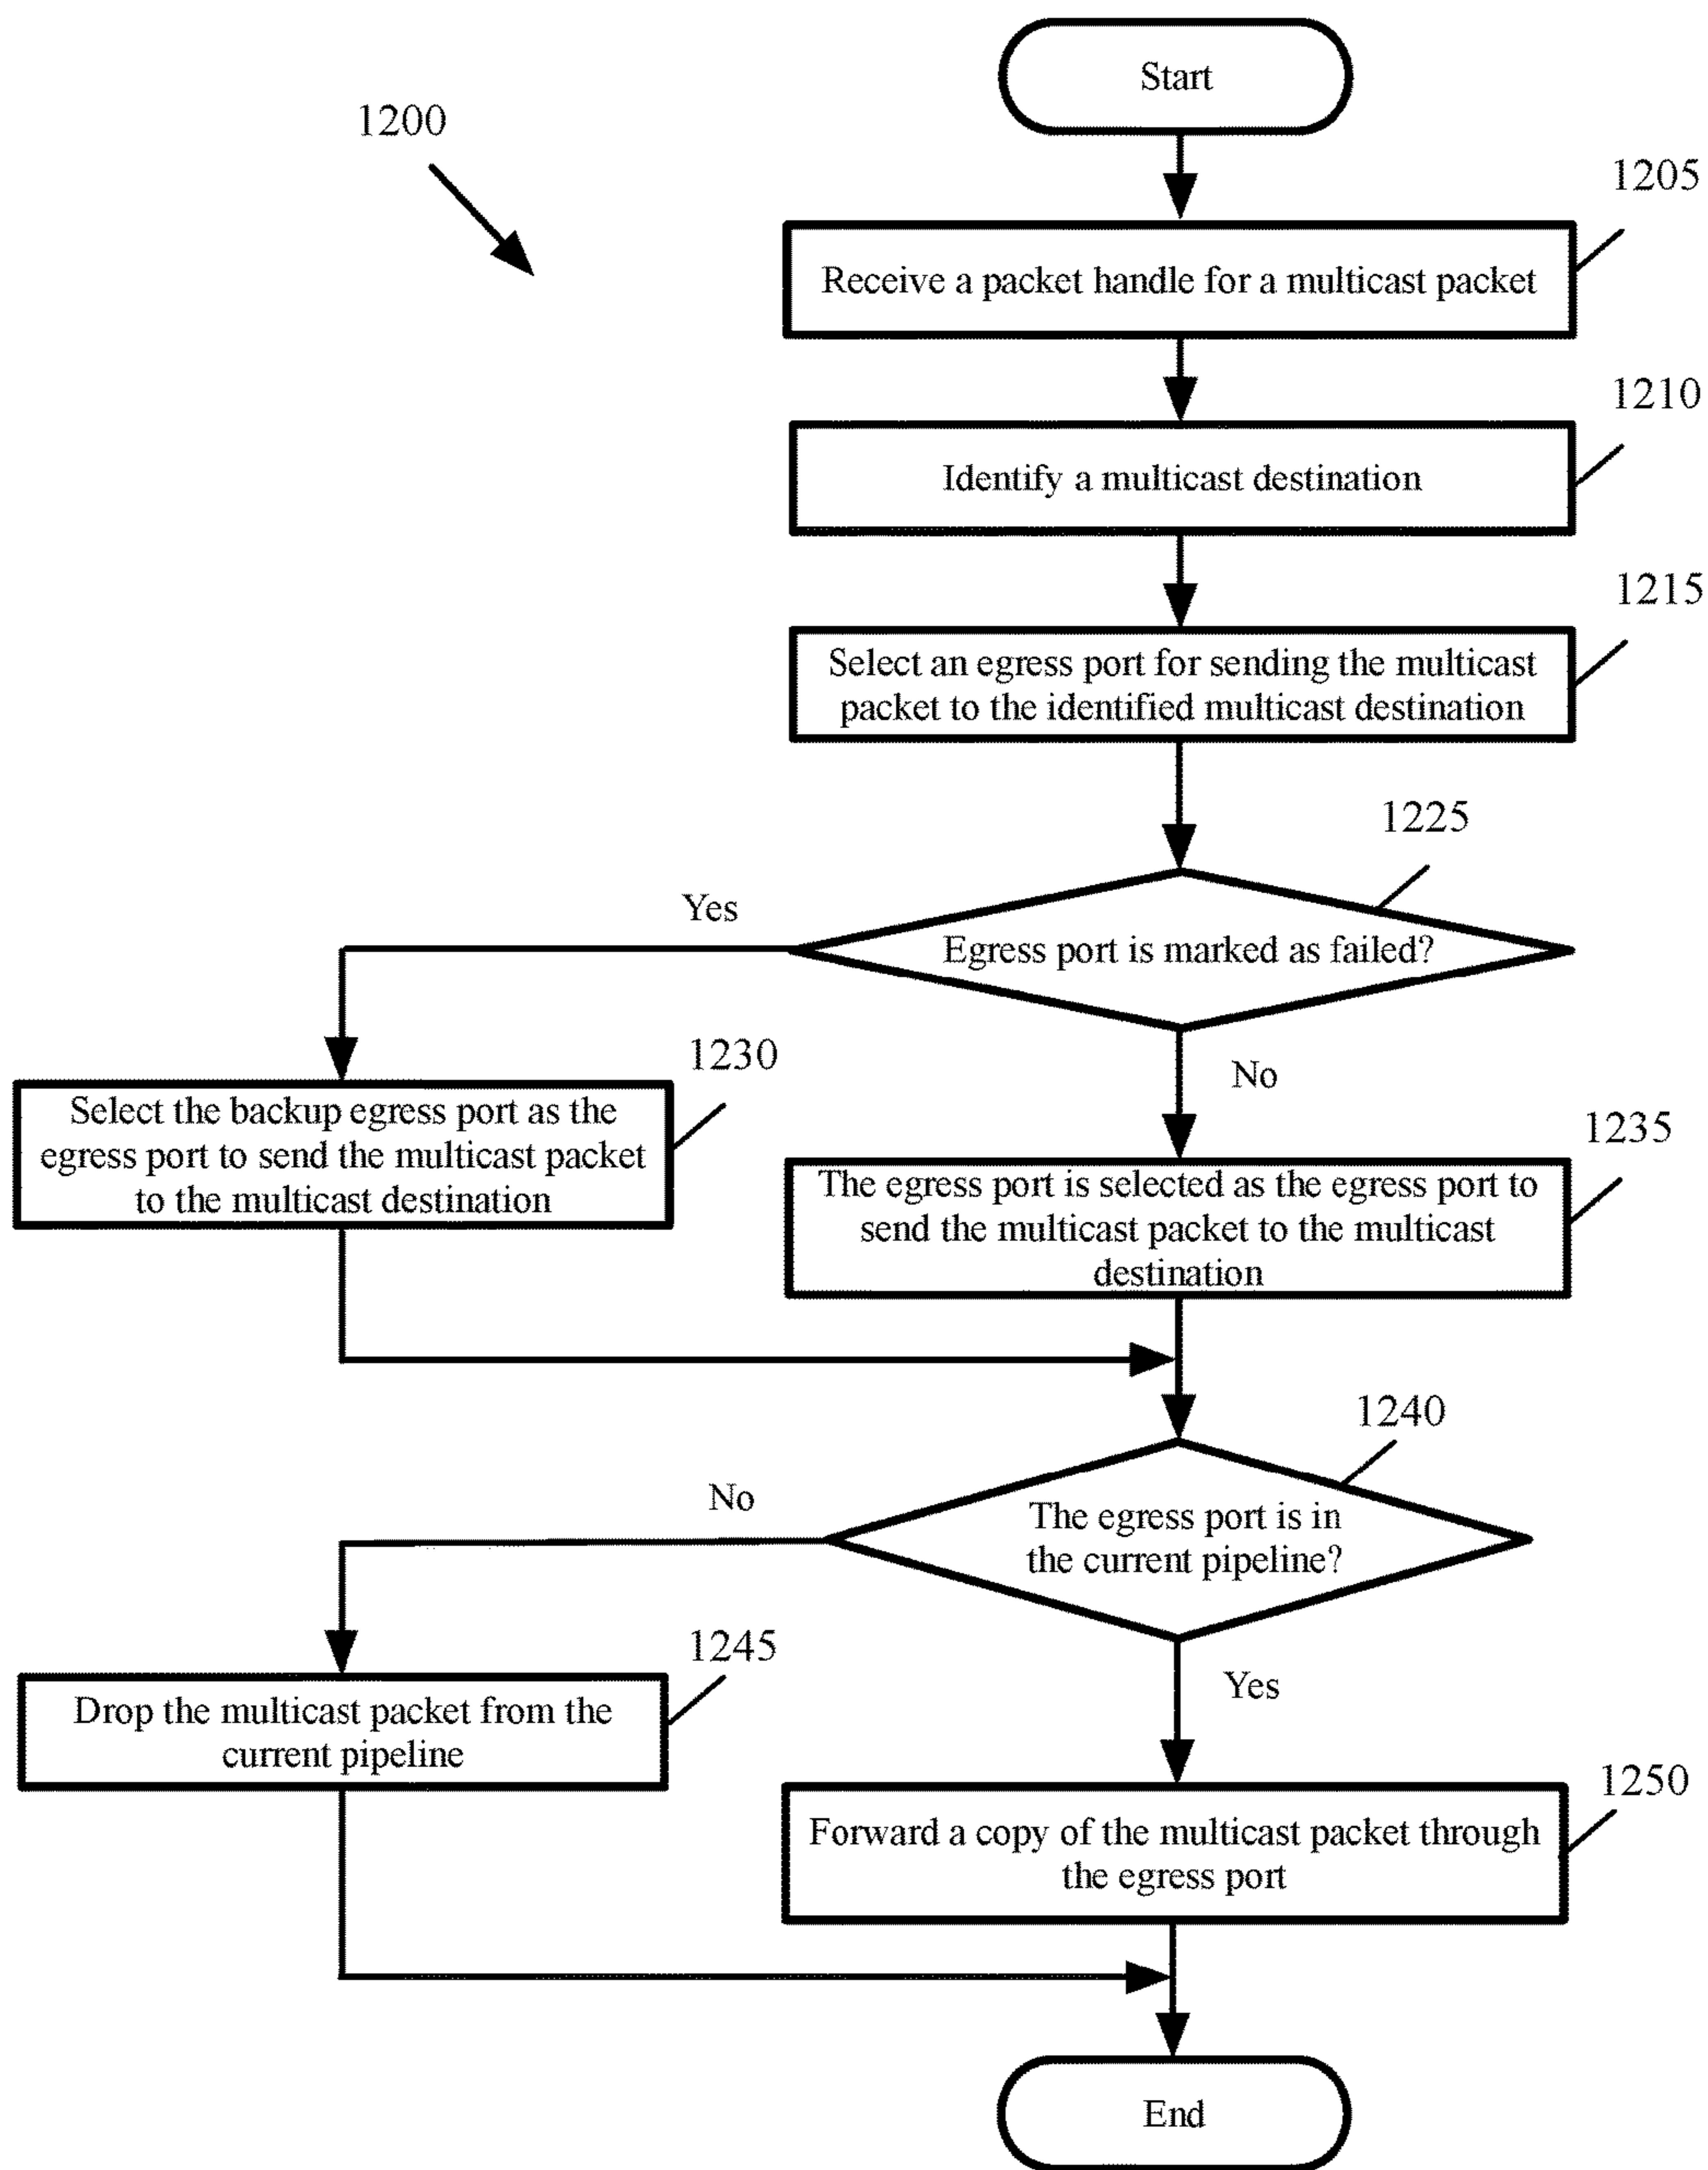 Start
1200
1205
Receive a packet handle for a multicast packet
1210
Identify a multicast destination
1215
Select an egress port for sending the multicast
packet to the identified multicast destination
1225
Yes
Egress port is marked as failed?
1230
No
Select the backup egress port as the
egress port to send the multicast packet
to the multicast destination
1235
The egress port is selected as the egress port to
send the multicast packet to the multicast
destination
1240
No
The egress port is in
the current pipeline?
1245
Yes
Drop the multicast packet from the
current pipeline
1250
Forward a copy of the multicast packet through
the egress port
End